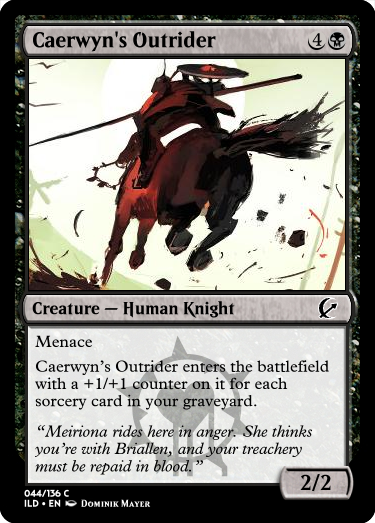 Caerwyn's Outrider 4
Creature — Human Knight
Menace
Caerwyn's Outrider enters the battlefield
with a +1/+1 counter on it for each
sorcery card in your graveyard.
“Meiriona rides here in anger. She thinks
you're with Briallen, and your treachery
must be repaid in blood.”
2/2
044/136 C
ILD • EN Dominik Mayer